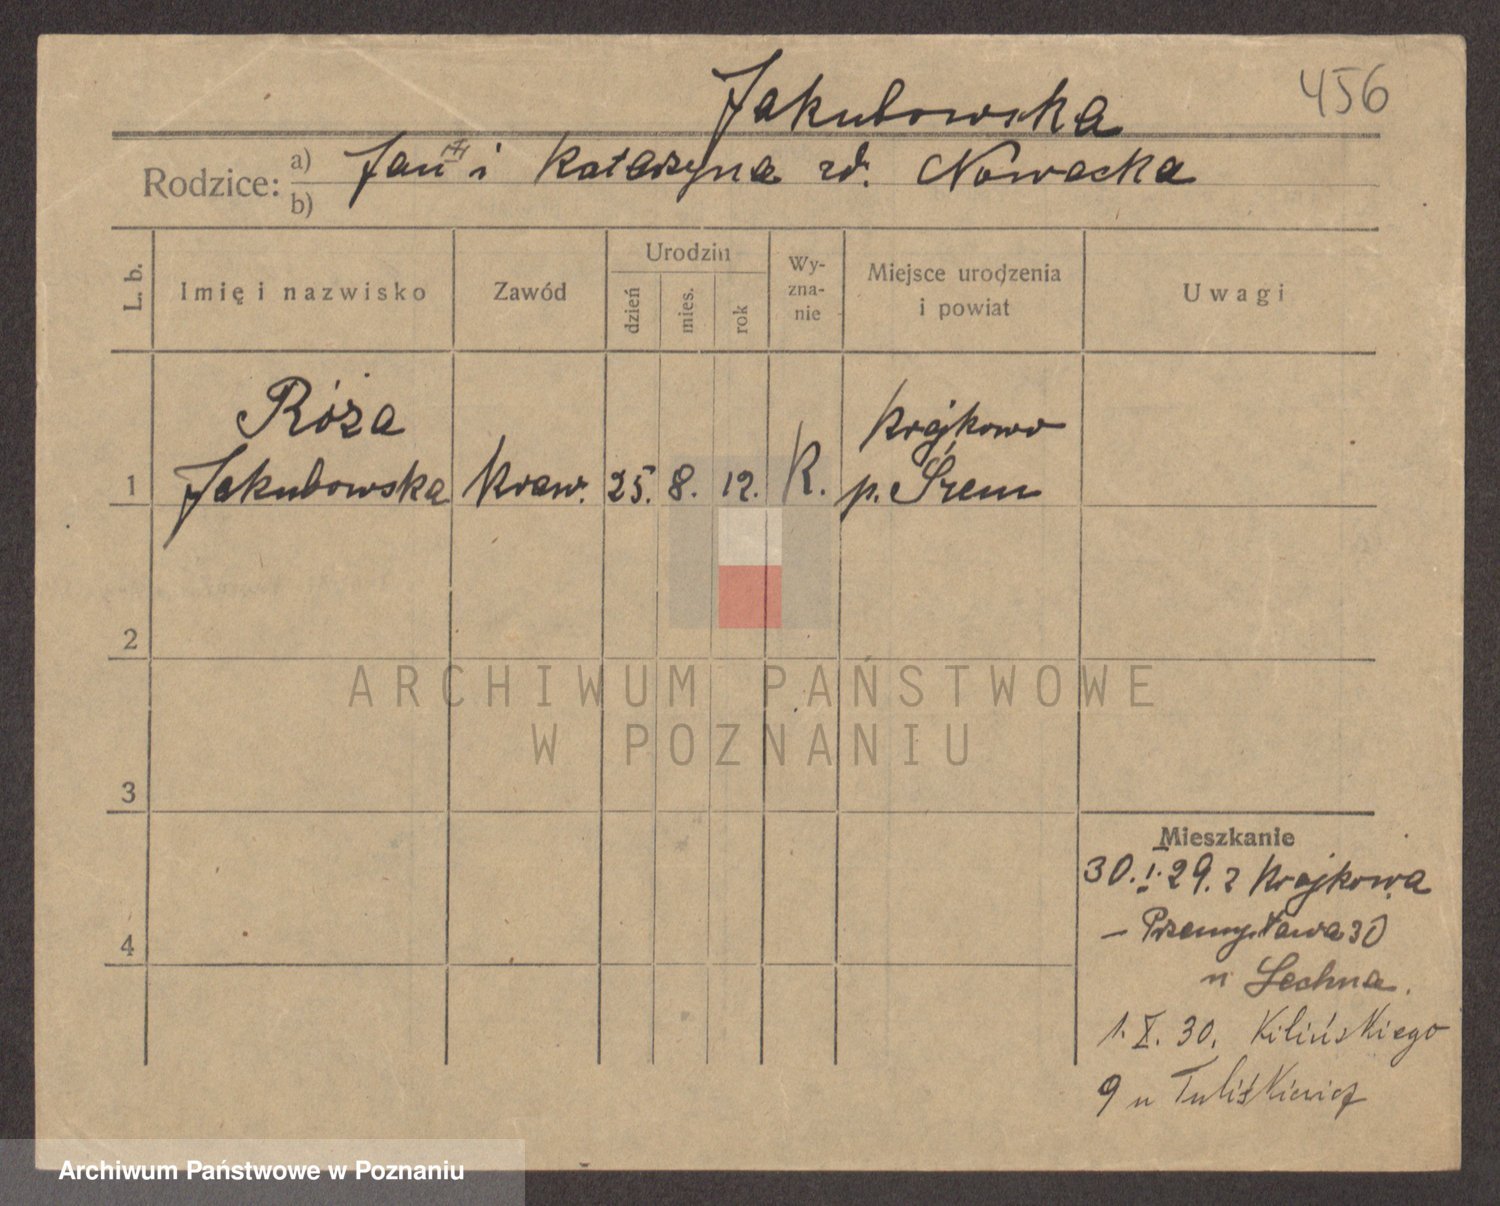 456
Jakubowska
Rodzice: a) Jan i Katarzyna zd. Nowacka
b)
L. b. Imię i nazwisko Zawód Urodzin dzień mies. rok Wy-zna-nie Miejsce urodzenia i powiat Uwagi
Róża Krajkowo
1 Jakubowska Kraw. 25. 8. 12. K. p. Śrem
2
ARCHIWUM PAŃSTWOWE
W POZNANIU
3
Mieszkanie
30.I.29. z Krajkowa
4 – Przemysława 30
u Lechna.
1. X. 30. Kilińskiego
9 u
Archiwum Państwowe w Poznaniu